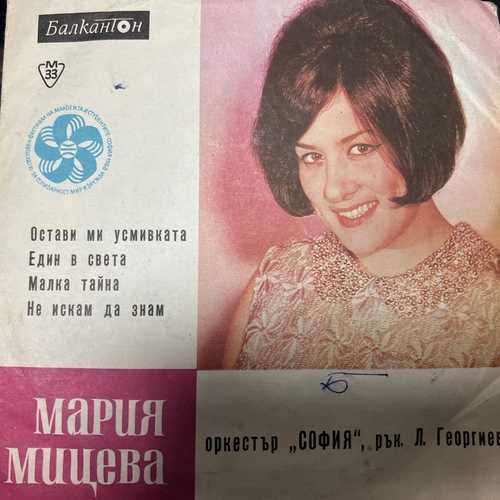 Балкантон
М
33
Остави ми усмивката
Един в света
Малка тайна
Не искам да знам
МАРИЯ
МИЦЕВА
оркестър „СОФИЯ“, рък. Л. Георгиев